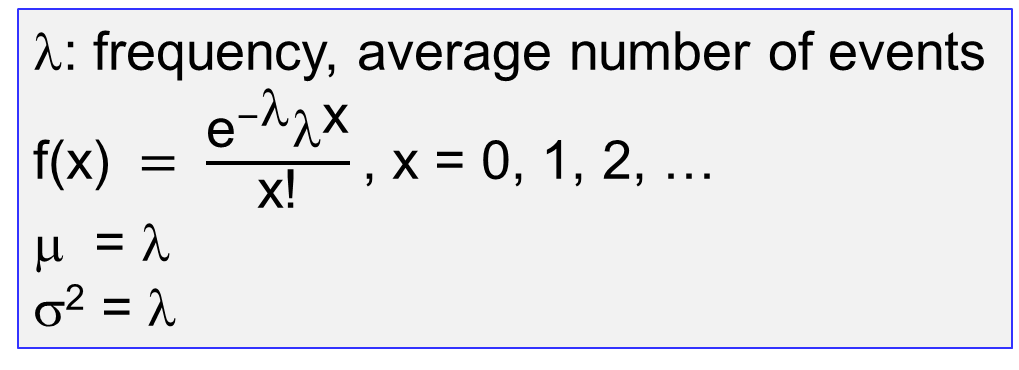 λ: frequency, average number of events
f(x) = e^−λ λ^x / x! , x = 0, 1, 2, …
μ = λ
σ² = λ